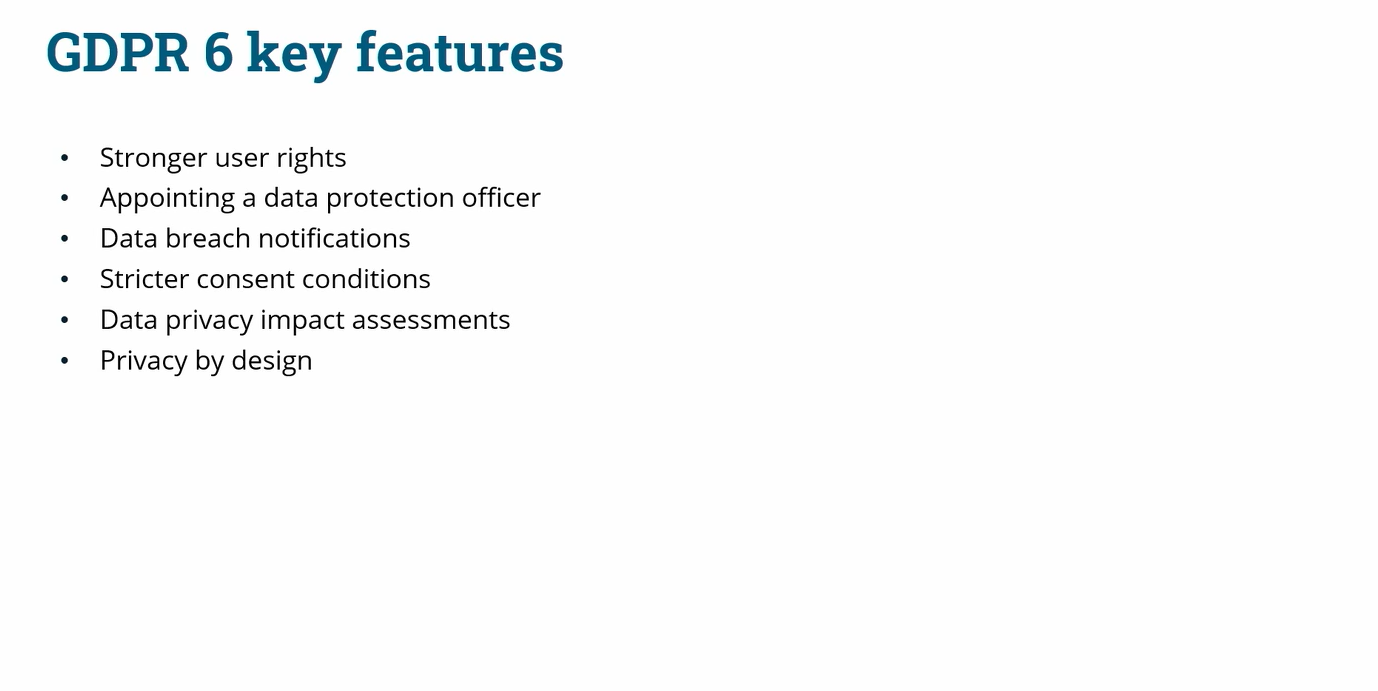 GDPR 6 key features
• Stronger user rights
• Appointing a data protection officer
• Data breach notifications
• Stricter consent conditions
• Data privacy impact assessments
• Privacy by design